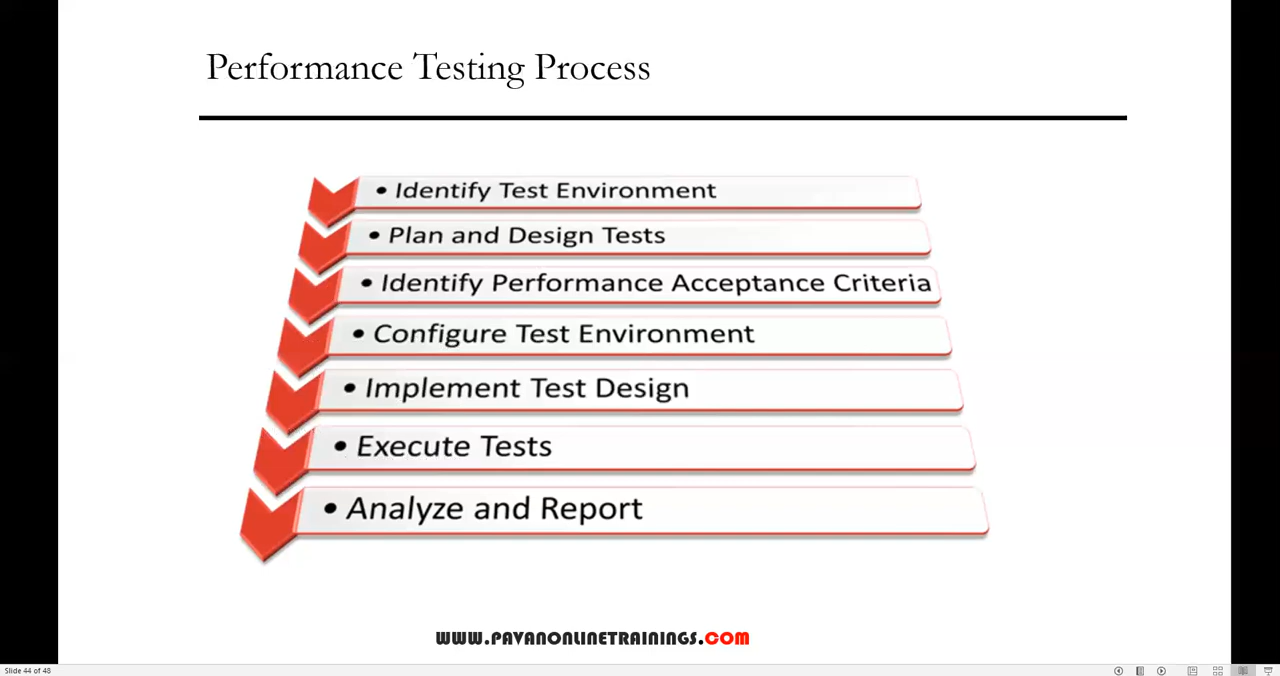 Performance Testing Process
• Identify Test Environment
• Plan and Design Tests
• Identify Performance Acceptance Criteria
• Configure Test Environment
• Implement Test Design
• Execute Tests
• Analyze and Report
WWW.PAVANONLINETRAININGS.COM
Slide 44 of 48